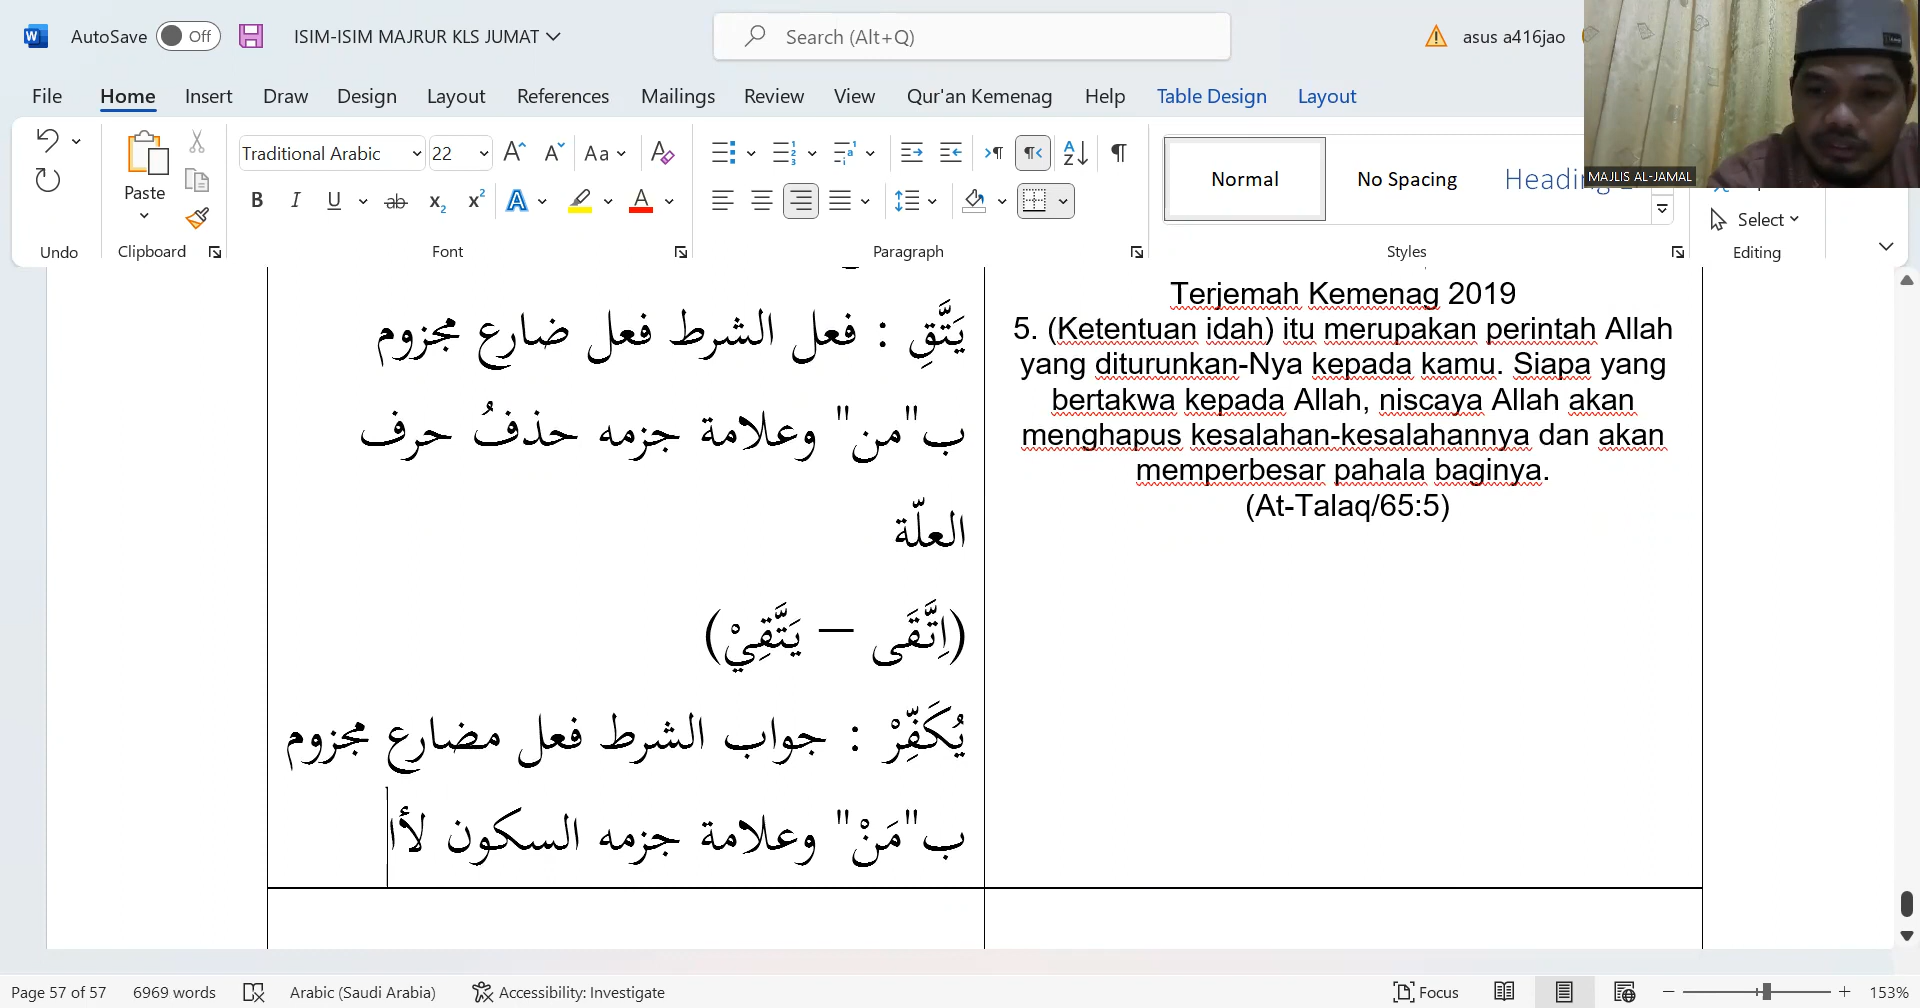 AutoSave Off ISIM-ISIM MAJRUR KLS JUMAT Search (Alt+Q) asus a416jao
File Home Insert Draw Design Layout References Mailings Review View Qur'an Kemenag Help Table Design Layout
MAJLIS AL-JAMAL
Traditional Arabic 22
Paste
Normal No Spacing Heading
Select
Undo Clipboard Font Paragraph Styles Editing
يَتَّقِ : فعل الشرط فعل ضارع مجزوم
ب"من" وعلامة جزمه حذفُ حرف
العلّة
(اِتَّقَى – يَتَّقِيْ)
يُكَفِّرْ : جواب الشرط فعل مضارع مجزوم
ب"مَنْ" وعلامة جزمه السكون لأا
Terjemah Kemenag 2019
5. (Ketentuan idah) itu merupakan perintah Allah
yang diturunkan-Nya kepada kamu. Siapa yang
bertakwa kepada Allah, niscaya Allah akan
menghapus kesalahan-kesalahannya dan akan
memperbesar pahala baginya.
(At-Talaq/65:5)
Page 57 of 57 6969 words Arabic (Saudi Arabia) Accessibility: Investigate Focus 153%